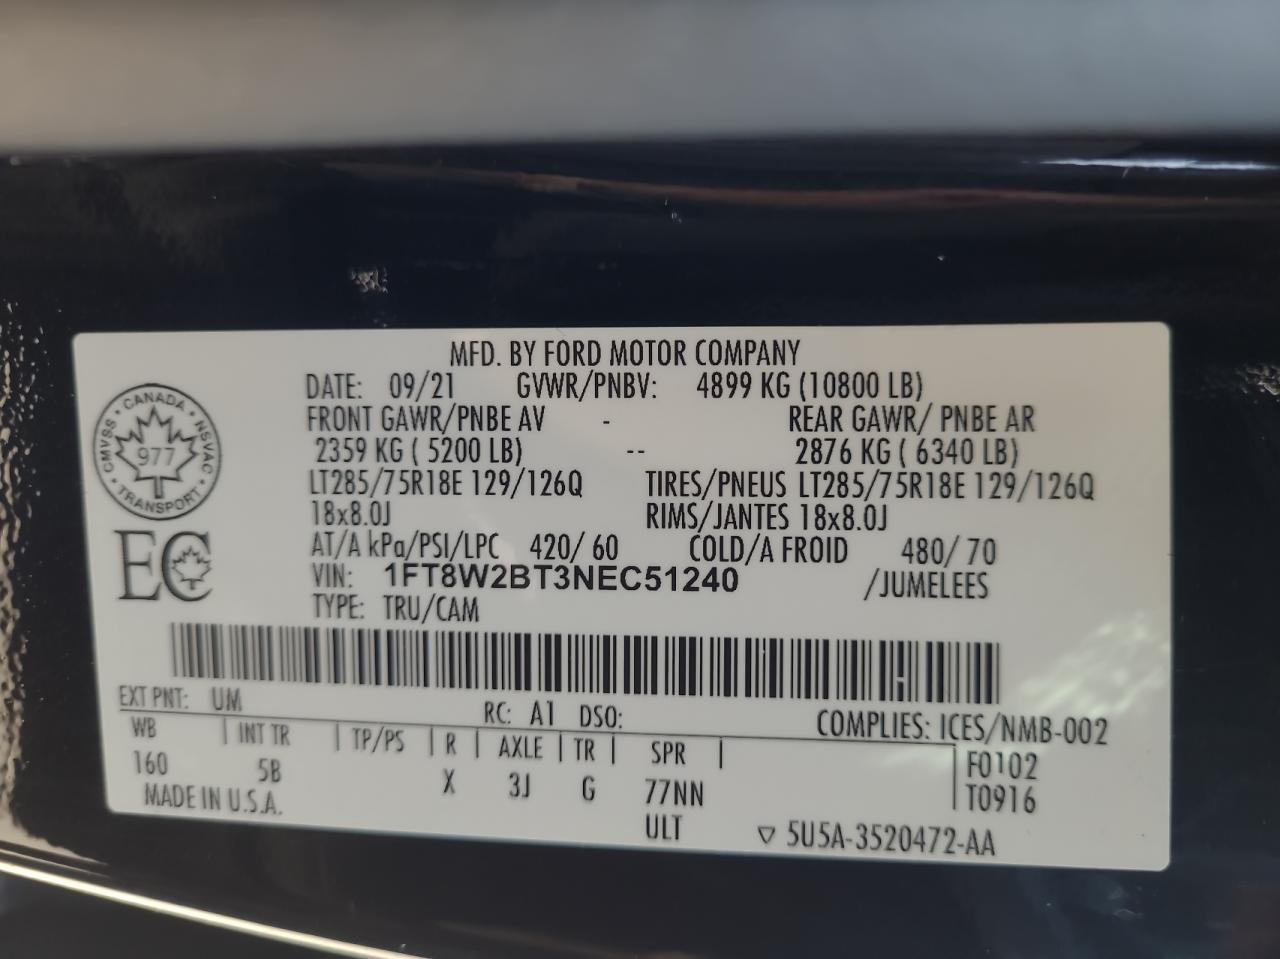 MFD. BY FORD MOTOR COMPANY
DATE: 09/21 GVWR/PNBV: 4899 KG (10800 LB)
FRONT GAWR/PNBE AV - REAR GAWR/ PNBE AR
2359 KG ( 5200 LB) -- 2876 KG ( 6340 LB)
LT285/75R18E 129/126Q TIRES/PNEUS LT285/75R18E 129/126Q
18x8.0J RIMS/JANTES 18x8.0J
AT/A kPa/PSI/LPC 420/ 60 COLD/A FROID 480/ 70
VIN: 1FT8W2BT3NEC51240 /JUMELEES
TYPE: TRU/CAM
CANADA
CMVSS NSVAC
977
TRANSPORT
EC
EXT PNT: UM RC: A1 DSO: COMPLIES: ICES/NMB-002
WB | INT TR | TP/PS | R | AXLE | TR | SPR | F0102
160 5B X 3J G 77NN T0916
MADE IN U.S.A. ULT ▽ 5U5A-3520472-AA